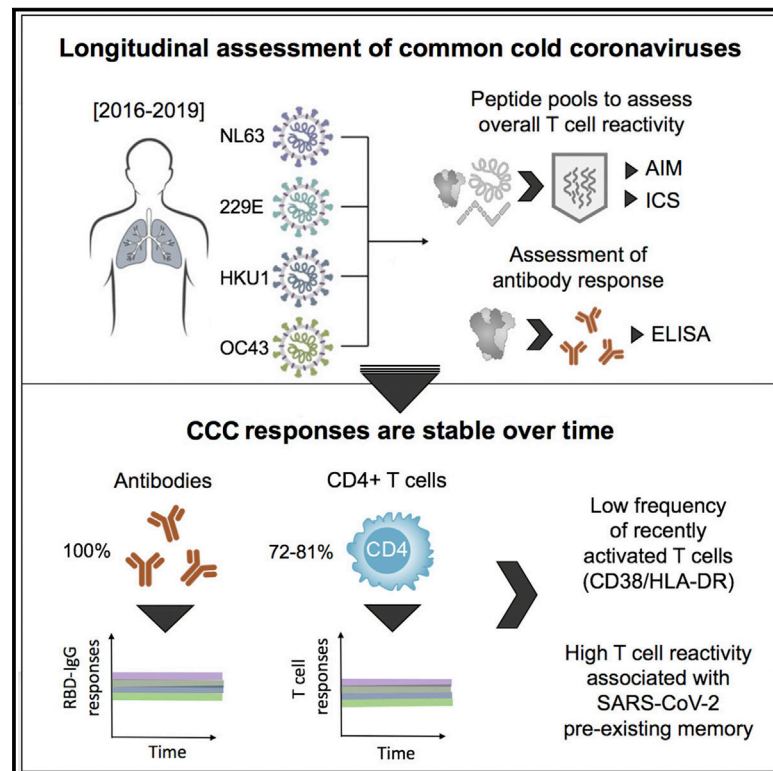 Longitudinal assessment of common cold coronaviruses
[2016-2019]
NL63
229E
HKU1
OC43
Peptide pools to assess
overall T cell reactivity
AIM
ICS
Assessment of
antibody response
ELISA
CCC responses are stable over time
Antibodies
100%
RBD-IgG
responses
Time
CD4+ T cells
72-81%
CD4
T cell
responses
Time
Low frequency
of recently
activated T cells
(CD38/HLA-DR)
High T cell reactivity
associated with
SARS-CoV-2
pre-existing memory